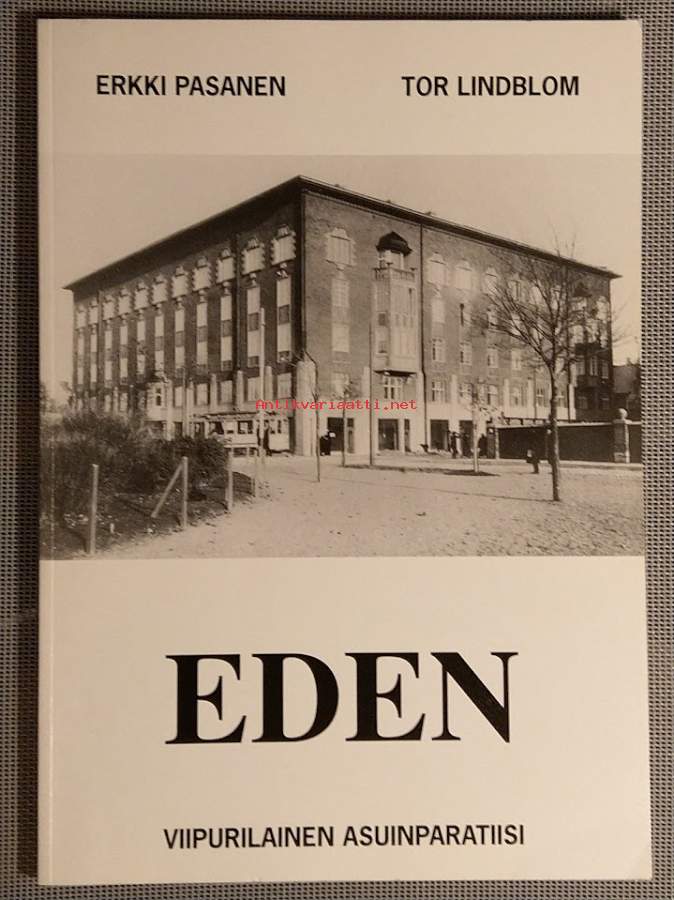 ERKKI PASANEN TOR LINDBLOM
Antikvariaatti.net
EDEN
VIIPURILAINEN ASUINPARATIISI